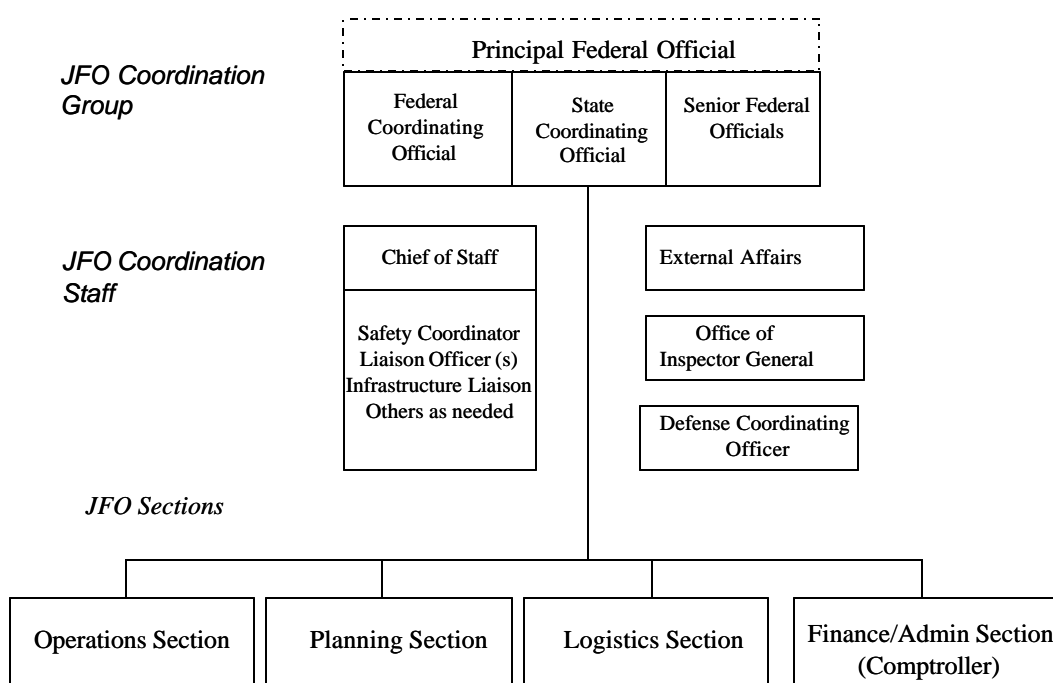 Principal Federal Official
JFO Coordination
Group
Federal
Coordinating
Official
State
Coordinating
Official
Senior Federal
Officials
JFO Coordination
Staff
Chief of Staff
Safety Coordinator
Liaison Officer (s)
Infrastructure Liaison
Others as needed
External Affairs
Office of
Inspector General
Defense Coordinating
Officer
JFO Sections
Operations Section
Planning Section
Logistics Section
Finance/Admin Section
(Comptroller)